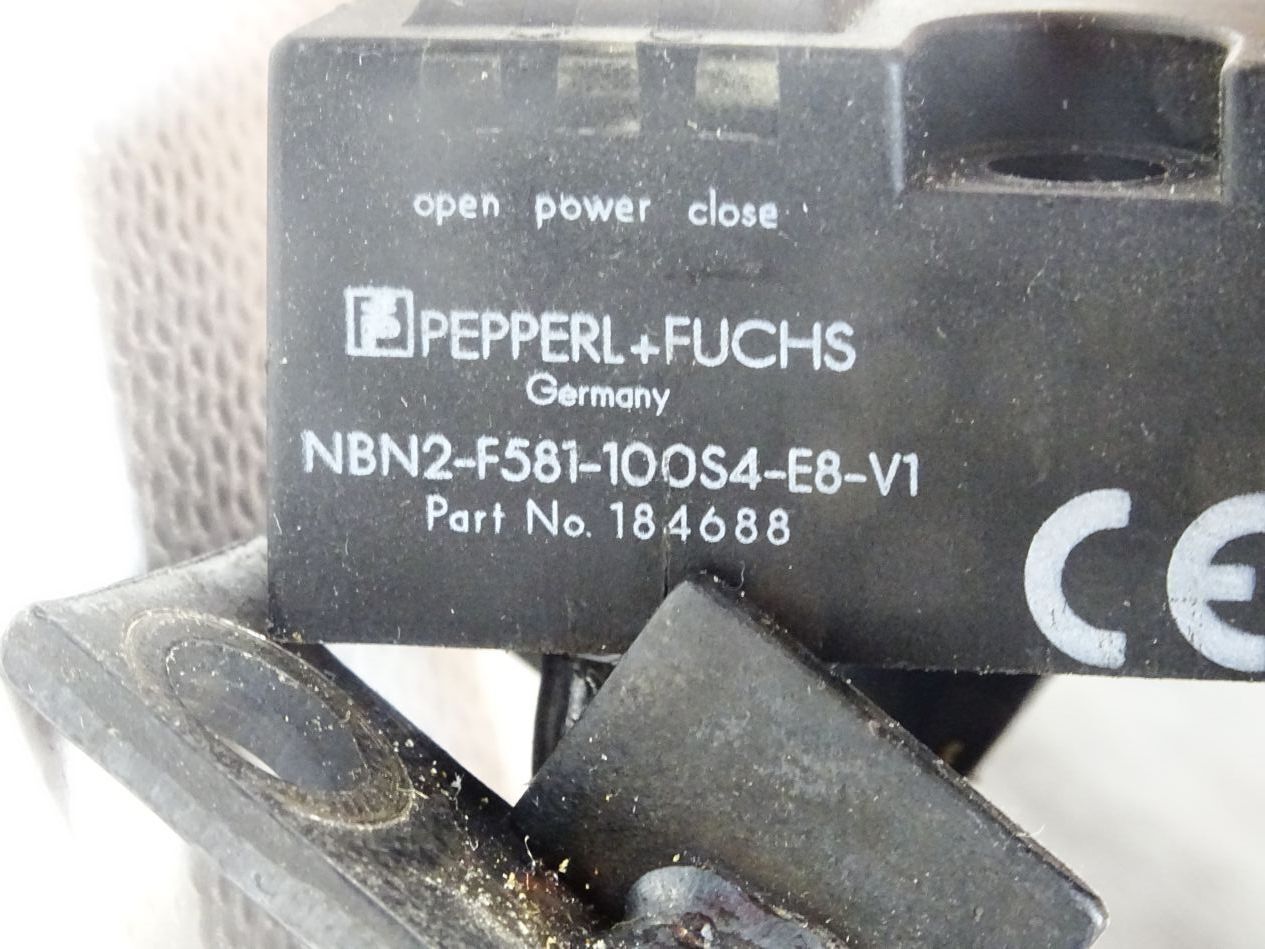 open power close
PEPPERL+FUCHS
Germany
NBN2-F581-100S4-E8-V1
Part No. 184688
CE